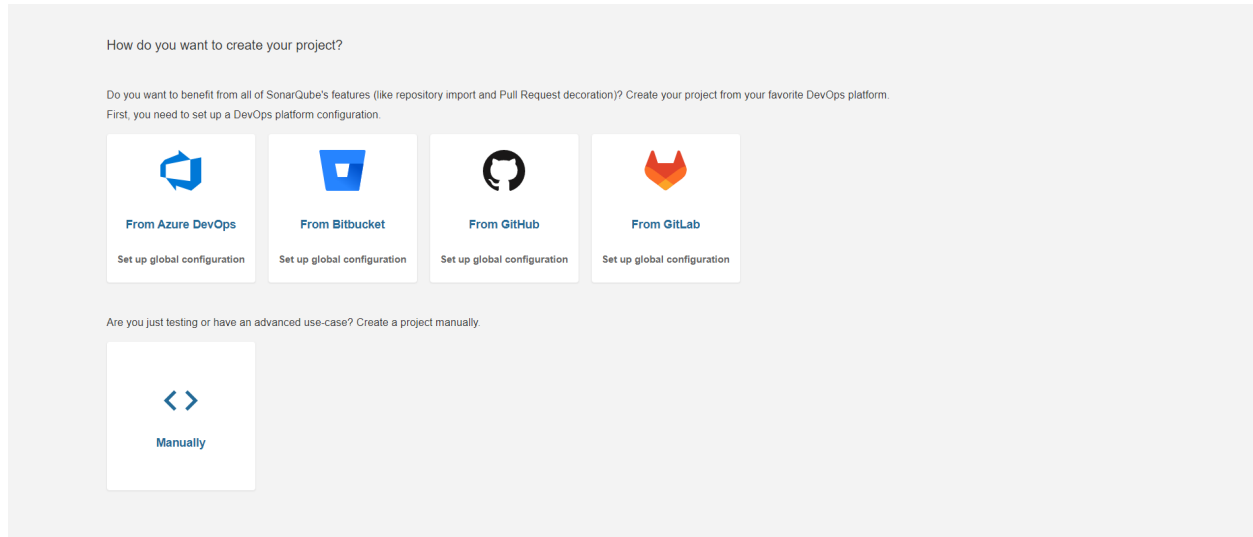 How do you want to create your project?
Do you want to benefit from all of SonarQube's features (like repository import and Pull Request decoration)? Create your project from your favorite DevOps platform.
First, you need to set up a DevOps platform configuration.
From Azure DevOps
Set up global configuration
From Bitbucket
Set up global configuration
From GitHub
Set up global configuration
From GitLab
Set up global configuration
Are you just testing or have an advanced use-case? Create a project manually.
Manually